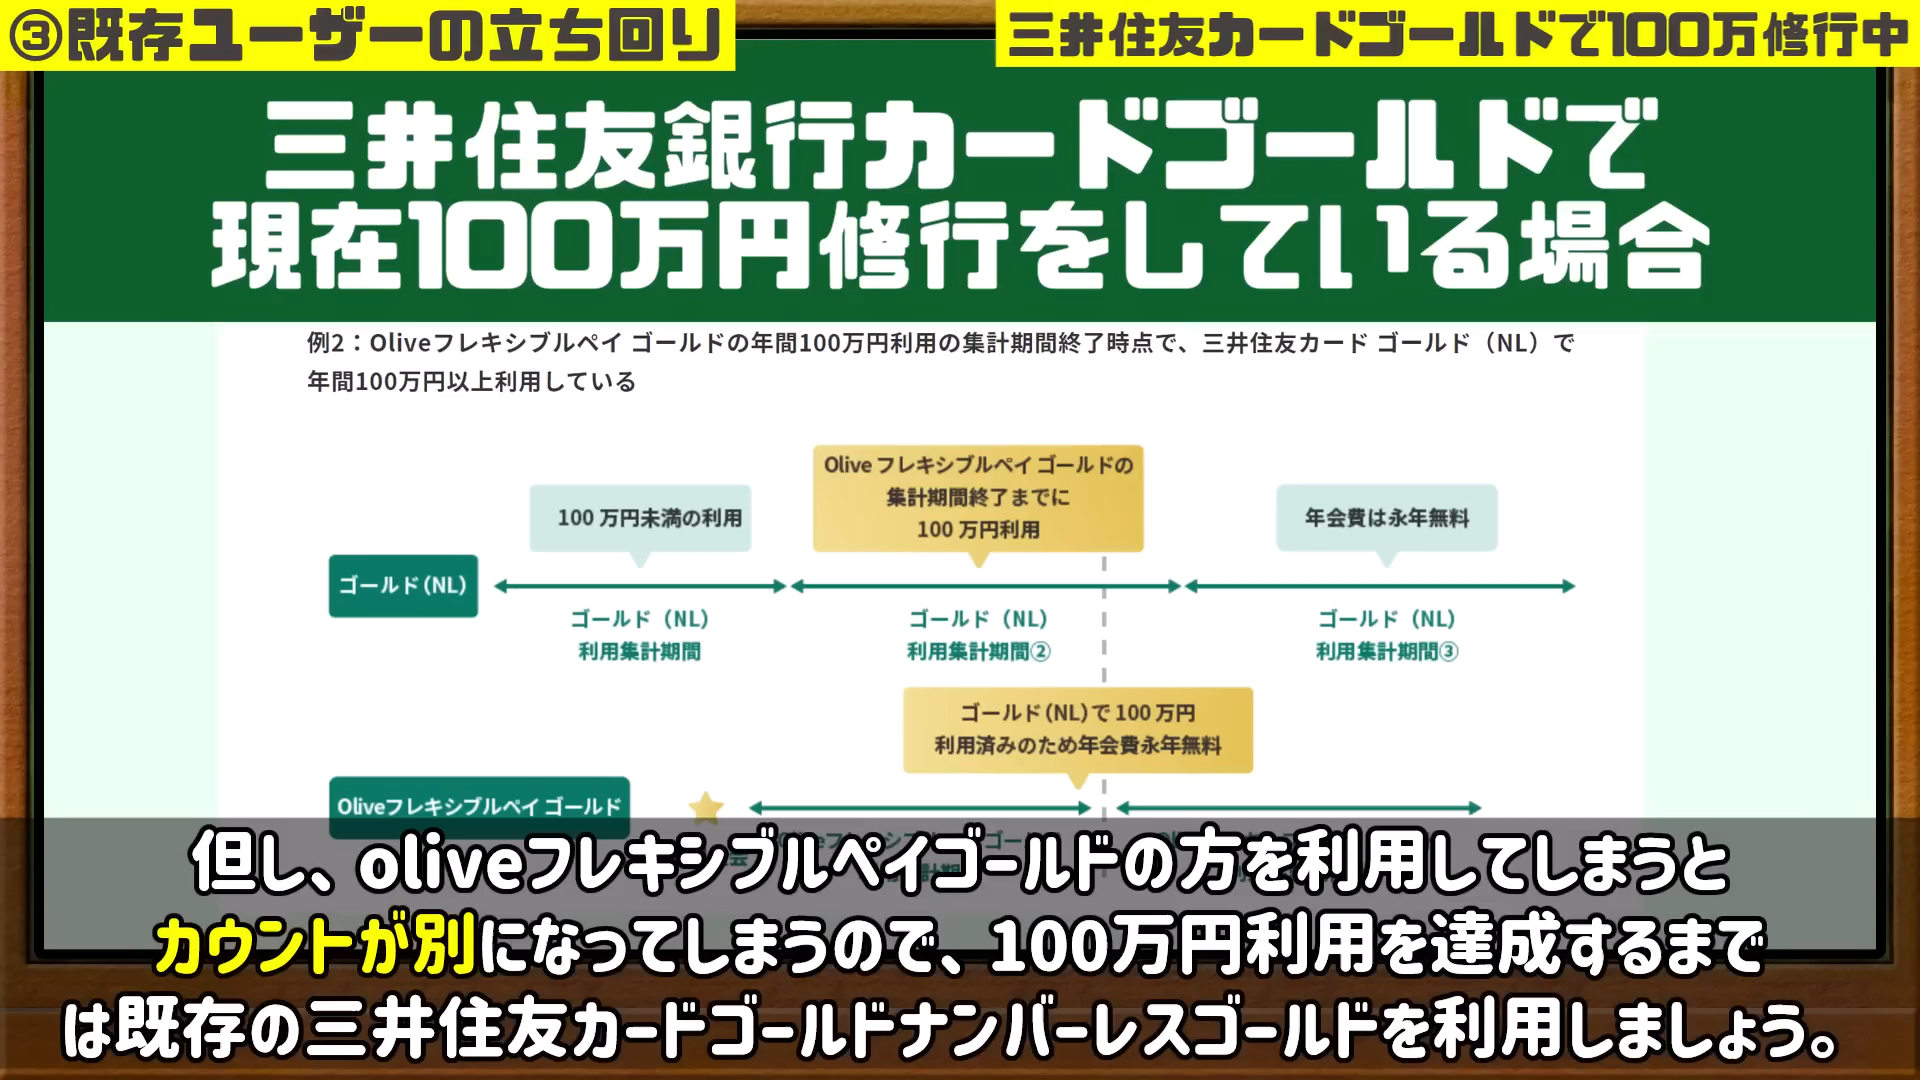 ③既存ユーザーの立ち回り
三井住友カードゴールドで100万修行中
三井住友銀行カードゴールドで
現在100万円修行をしている場合
例2：Oliveフレキシブルペイ ゴールドの年間100万円利用の集計期間終了時点で、三井住友カード ゴールド（NL）で
年間100万円以上利用している
100 万円未満の利用
Olive フレキシブルペイ ゴールドの
集計期間終了までに
100 万円利用
年会費は永年無料
ゴールド（NL）
ゴールド（NL）
利用集計期間
ゴールド（NL）
利用集計期間②
ゴールド（NL）
利用集計期間③
ゴールド（NL）で 100 万円
利用済みのため年会費永年無料
Oliveフレキシブルペイ ゴールド
但し、oliveフレキシブルペイゴールドの方を利用してしまうと
カウントが別になってしまうので、100万円利用を達成するまで
は既存の三井住友カードゴールドナンバーレスゴールドを利用しましょう。